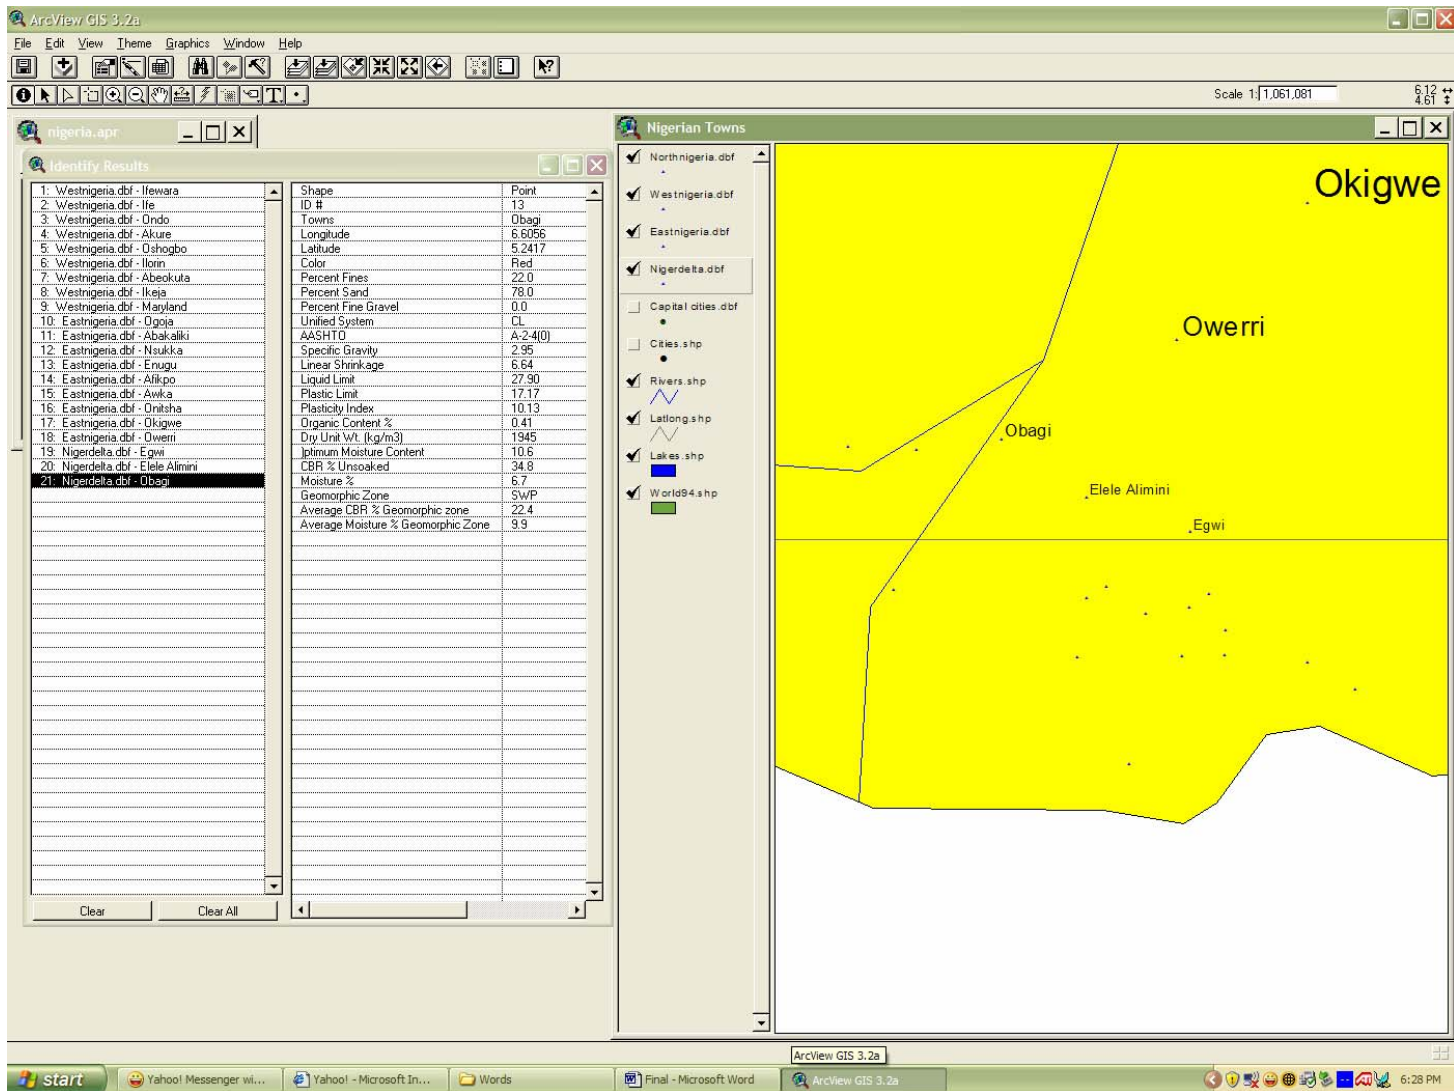 ArcView GIS 3.2a
File Edit View Theme Graphics Window Help
Scale 1: 1,061,081
6.12
4.61
nigeria.apr
Identify Results
1: Westnigeria.dbf - Ifewara
2: Westnigeria.dbf - Ife
3: Westnigeria.dbf - Ondo
4: Westnigeria.dbf - Akure
5: Westnigeria.dbf - Oshogbo
6: Westnigeria.dbf - Ilorin
7: Westnigeria.dbf - Abeokuta
8: Westnigeria.dbf - Ikeja
9: Westnigeria.dbf - Maryland
10: Eastnigeria.dbf - Ogoja
11: Eastnigeria.dbf - Abakaliki
12: Eastnigeria.dbf - Nsukka
13: Eastnigeria.dbf - Enugu
14: Eastnigeria.dbf - Afikpo
15: Eastnigeria.dbf - Awka
16: Eastnigeria.dbf - Onitsha
17: Eastnigeria.dbf - Okigwe
18: Eastnigeria.dbf - Owerri
19: Nigerdelta.dbf - Egwi
20: Nigerdelta.dbf - Elele Alimini
21: Nigerdelta.dbf - Obagi
Shape Point
ID # 13
Towns Obagi
Longitude 6.6056
Latitude 5.2417
Color Red
Percent Fines 22.0
Percent Sand 78.0
Percent Fine Gravel 0.0
Unified System CL
AASHTO A-2-4(0)
Specific Gravity 2.95
Linear Shrinkage 6.64
Liquid Limit 27.90
Plastic Limit 17.17
Plasticity Index 10.13
Organic Content % 0.41
Dry Unit Wt. (kg/m3) 1945
)ptimum Moisture Content 10.6
CBR % Unsoaked 34.8
Moisture % 6.7
Geomorphic Zone SWP
Average CBR % Geomorphic zone 22.4
Average Moisture % Geomorphic Zone 9.9
Clear
Clear All
Nigerian Towns
Northnigeria.dbf
Westnigeria.dbf
Eastnigeria.dbf
Nigerdelta.dbf
Capital cities.dbf
Cities.shp
Rivers.shp
Latlong.shp
Lakes.shp
World94.shp
Okigwe
Owerri
Obagi
Elele Alimini
Egwi
ArcView GIS 3.2a
start
Yahoo! Messenger wi...
Yahoo! - Microsoft In...
Words
Final - Microsoft Word
ArcView GIS 3.2a
6:28 PM